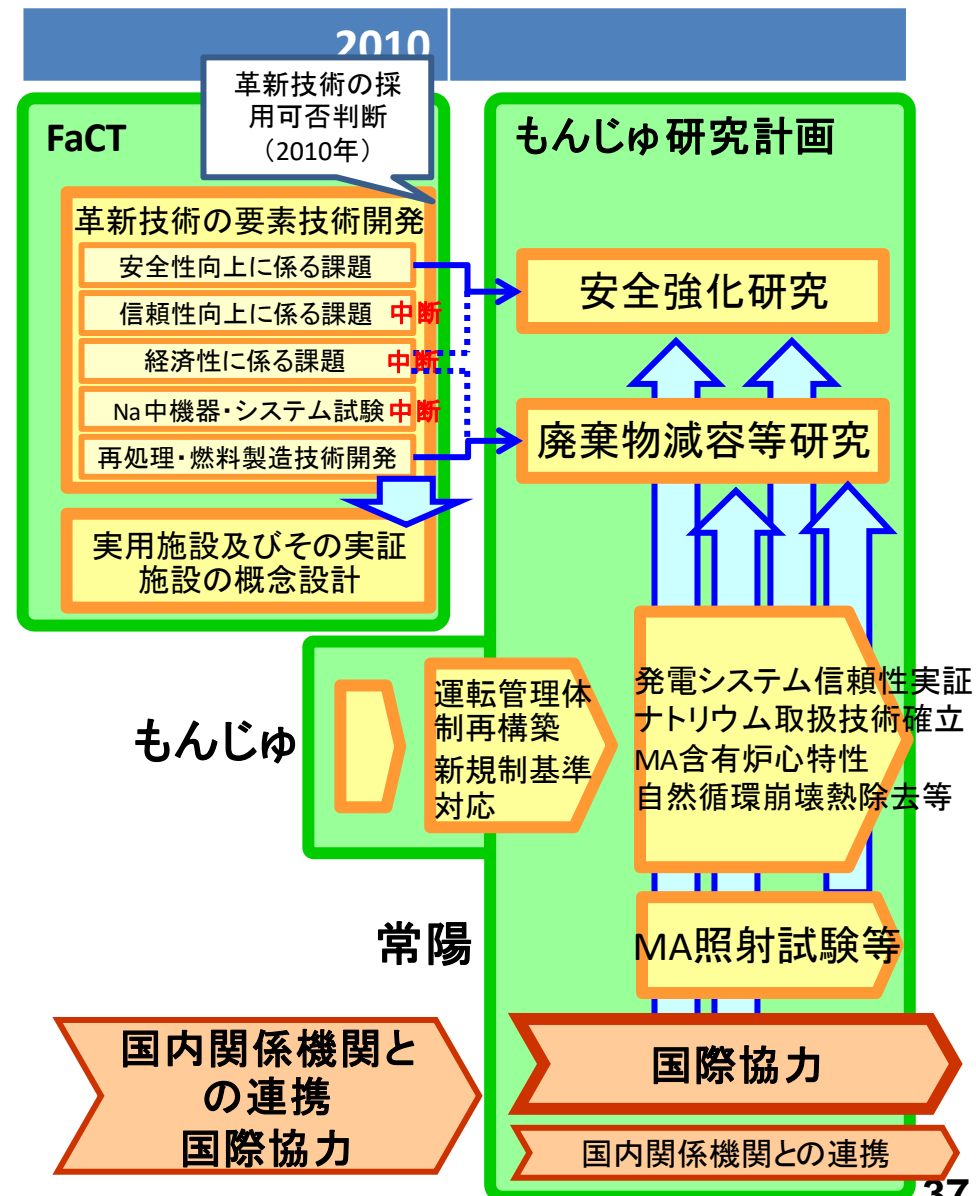 2010
革新技術の採
用可否判断
（2010年）
FaCT
革新技術の要素技術開発
安全性向上に係る課題
信頼性向上に係る課題 中断
経済性に係る課題 中断
Na中機器・システム試験 中断
再処理・燃料製造技術開発
実用施設及びその実証
施設の概念設計
もんじゅ研究計画
安全強化研究
廃棄物減容等研究
もんじゅ
運転管理体
制再構築
新規制基準
対応
発電システム信頼性実証
ナトリウム取扱技術確立
MA含有炉心特性
自然循環崩壊熱除去等
常陽
MA照射試験等
国内関係機関と
の連携
国際協力
国際協力
国内関係機関との連携
37